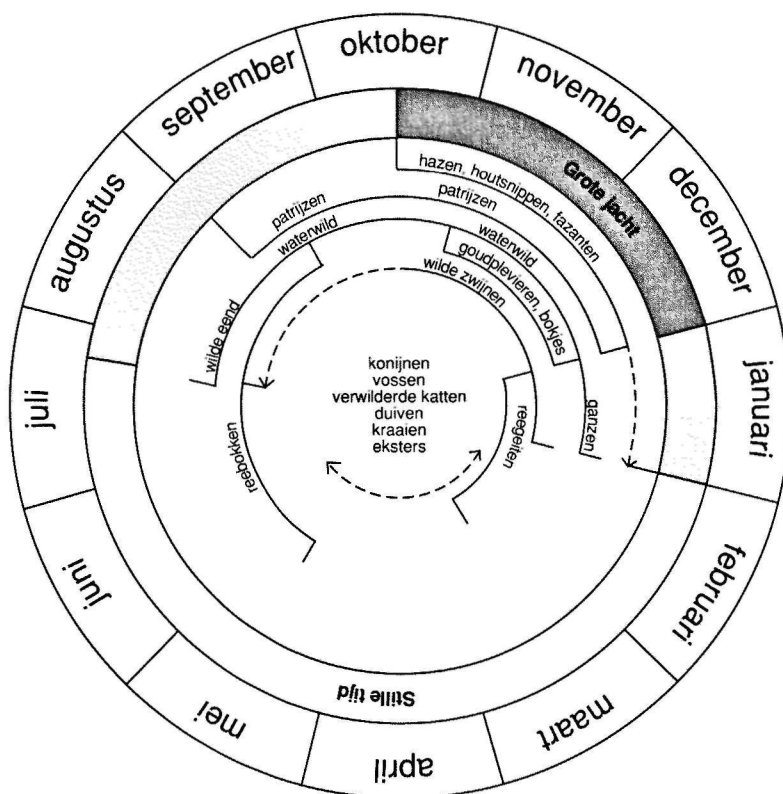 oktober
november
december
januari
februari
maart
april
mei
juni
juli
augustus
september
Grote jacht
Stille tijd
hazen, houtsnippen, fazanten
patrijzen
patrijzen
waterwild
waterwild
goudplevieren, bokjes
wilde zwijnen
wilde eend
ganzen
reegeiten
reebokken
konijnen
vossen
verwilderde katten
duiven
kraaien
eksters